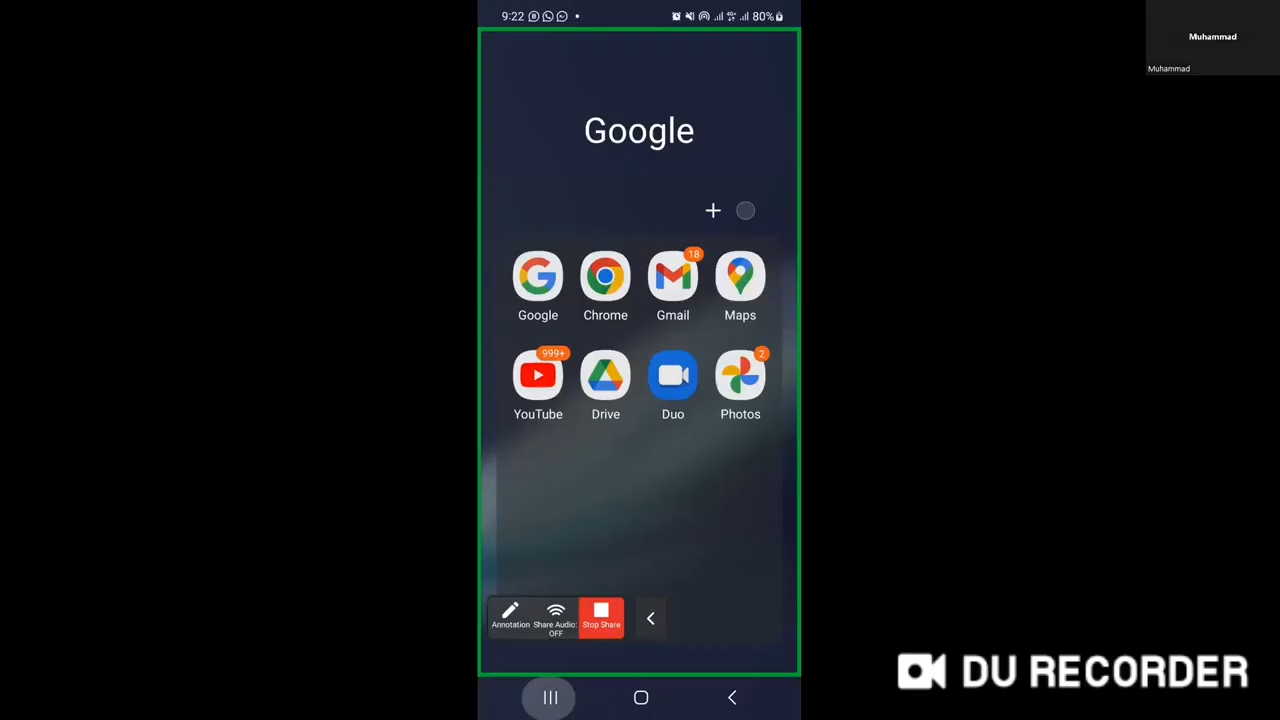 9:22
80%
Muhammad
Muhammad
Google
18
Google
Chrome
Gmail
Maps
999+
2
YouTube
Drive
Duo
Photos
Annotation
Share Audio:
OFF
Stop Share
DU RECORDER